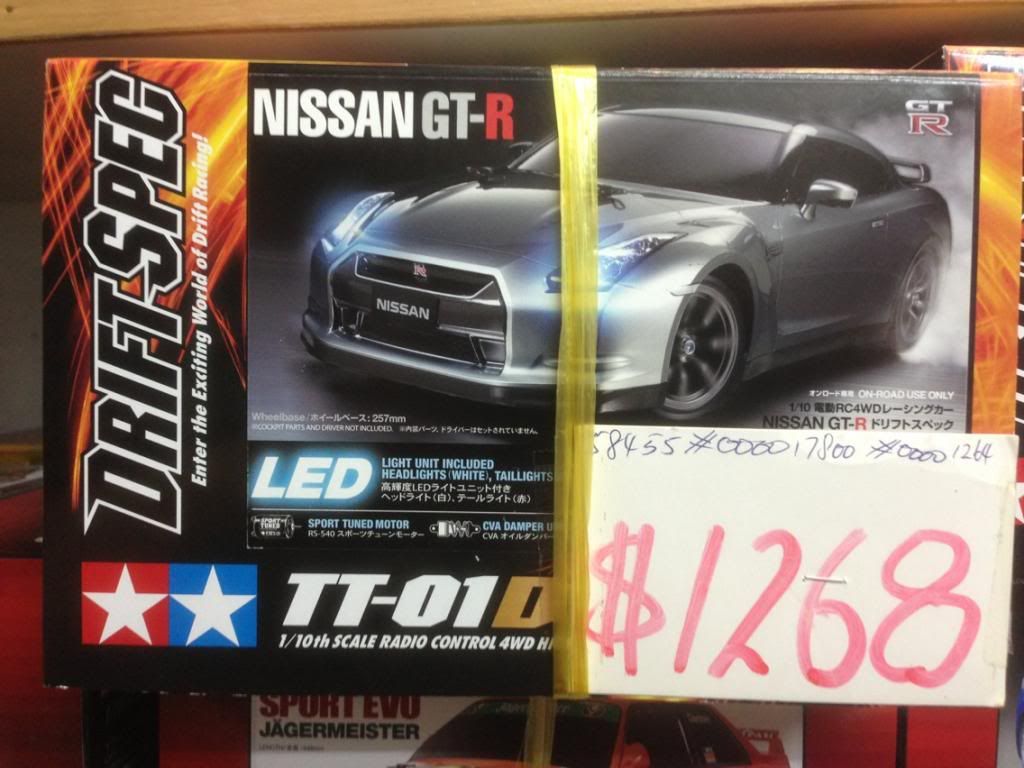 DRIFT SPEC
Enter the Exciting World of Drift Racing!
NISSAN GT-R
GT
R
R
NISSAN
Wheelbase/ホイールベース: 257mm
※COCKPIT PARTS AND DRIVER NOT INCLUDED. ※内装パーツ、ドライバーはセットされていません。
オンロード専用 ON-ROAD USE ONLY
1/10 電動RC4WDレーシングカー
NISSAN GT-R ドリフトスペック
LED
LIGHT UNIT INCLUDED
HEADLIGHTS (WHITE), TAILLIGHTS
高輝度LEDライトユニット付き
ヘッドライト(白)、テールライト(赤)
SPORT TUNED
SPORT TUNED MOTOR
RS-540 スポーツチューンモーター
CVA DAMPER U
CVA オイルダンパー
TT-01D
1/10th SCALE RADIO CONTROL 4WD
58455 #000017800 #00001264
$1268
SPORT EVO
JÄGERMEISTER